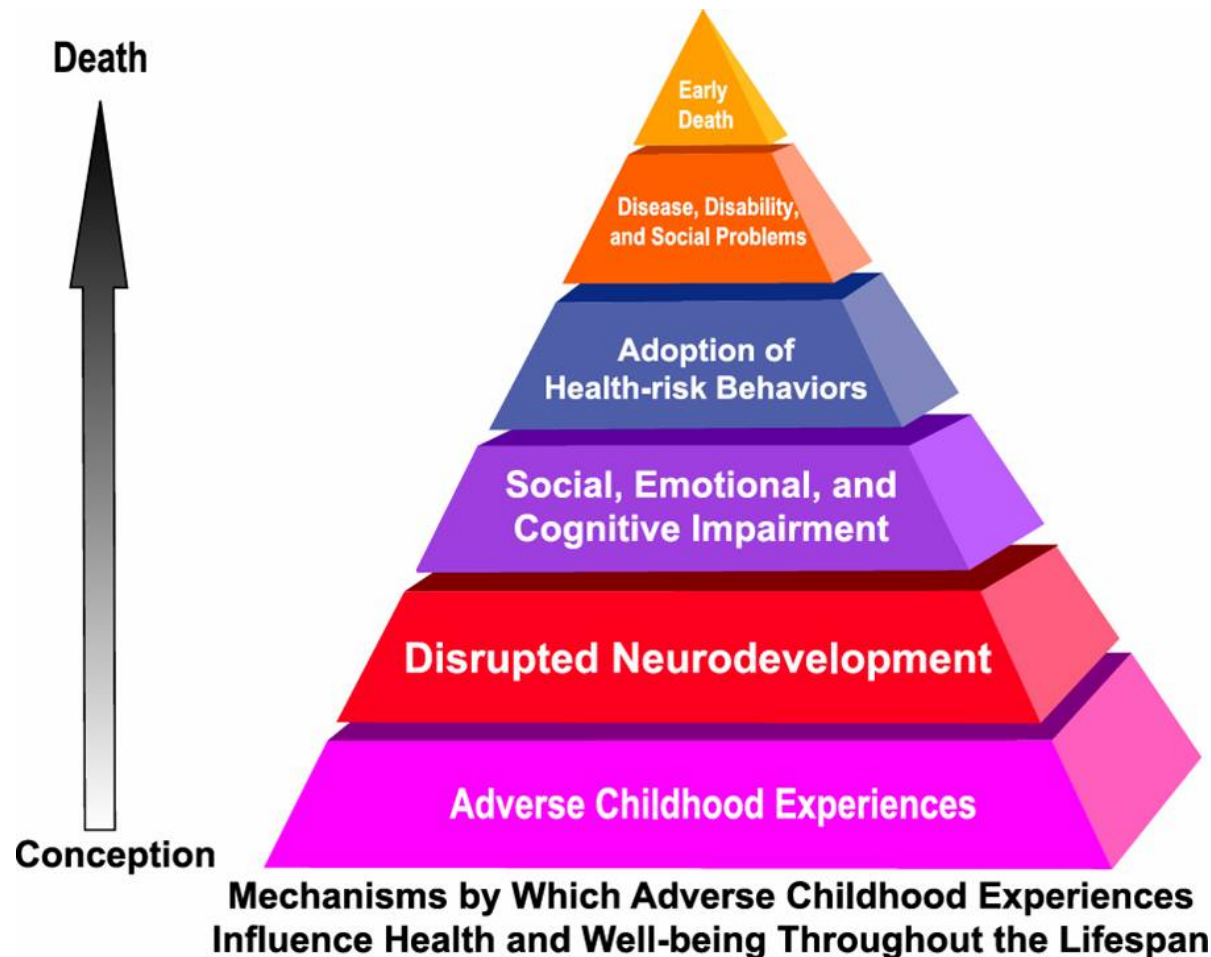 Death
Early
Death
Disease, Disability,
and Social Problems
Adoption of
Health-risk Behaviors
Social, Emotional, and
Cognitive Impairment
Disrupted Neurodevelopment
Adverse Childhood Experiences
Conception
Mechanisms by Which Adverse Childhood Experiences
Influence Health and Well-being Throughout the Lifespan